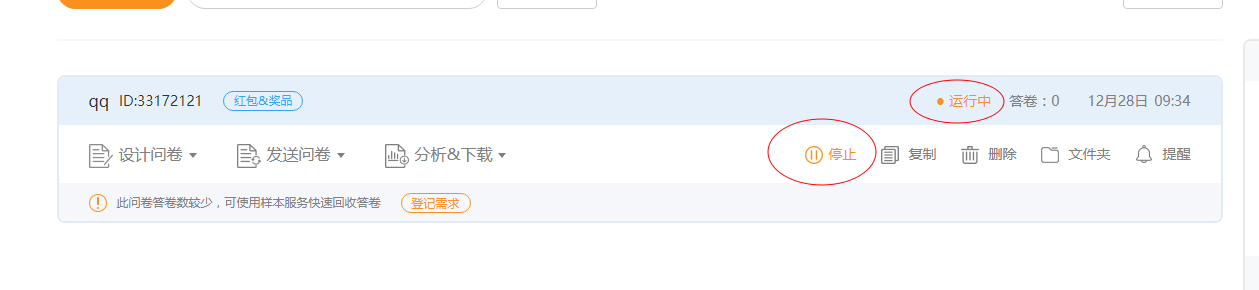 qq ID:33172121 红包&奖品 运行中 答卷：0 12月28日 09:34
设计问卷 发送问卷 分析&下载 停止 复制 删除 文件夹 提醒
此问卷答卷数较少，可使用样本服务快速回收答卷 登记需求